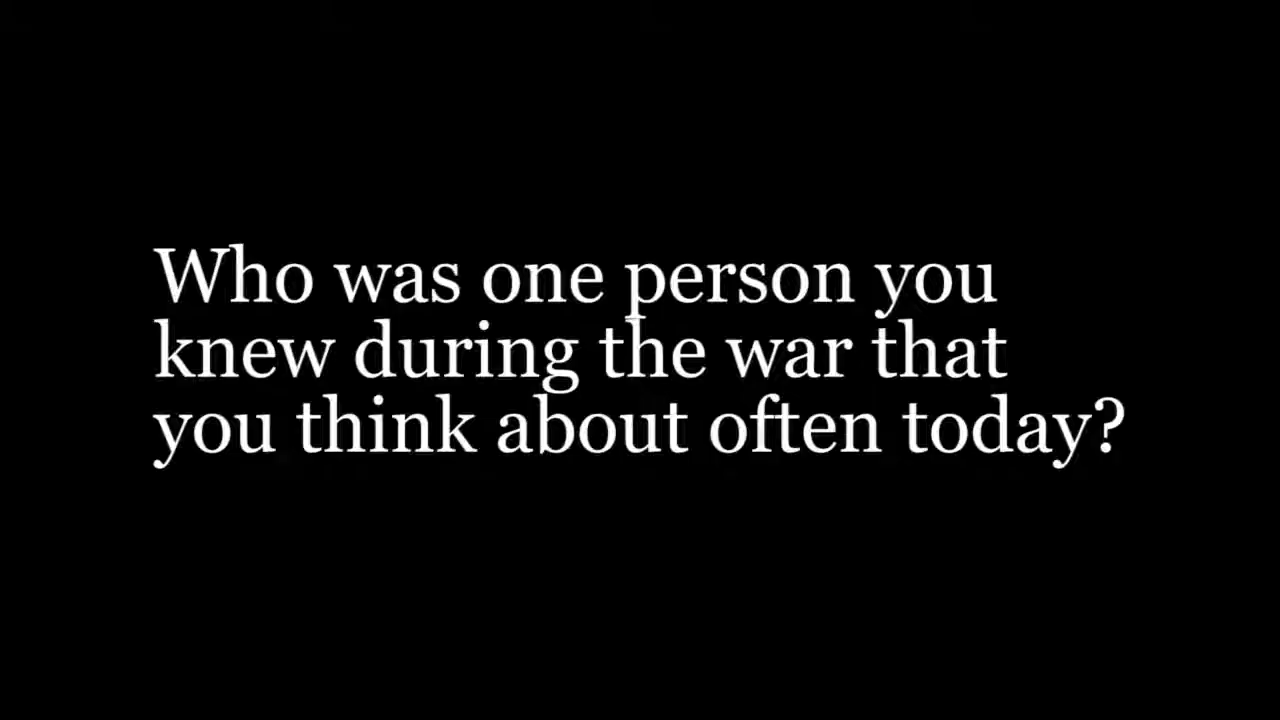 Who was one person you
knew during the war that
you think about often today?